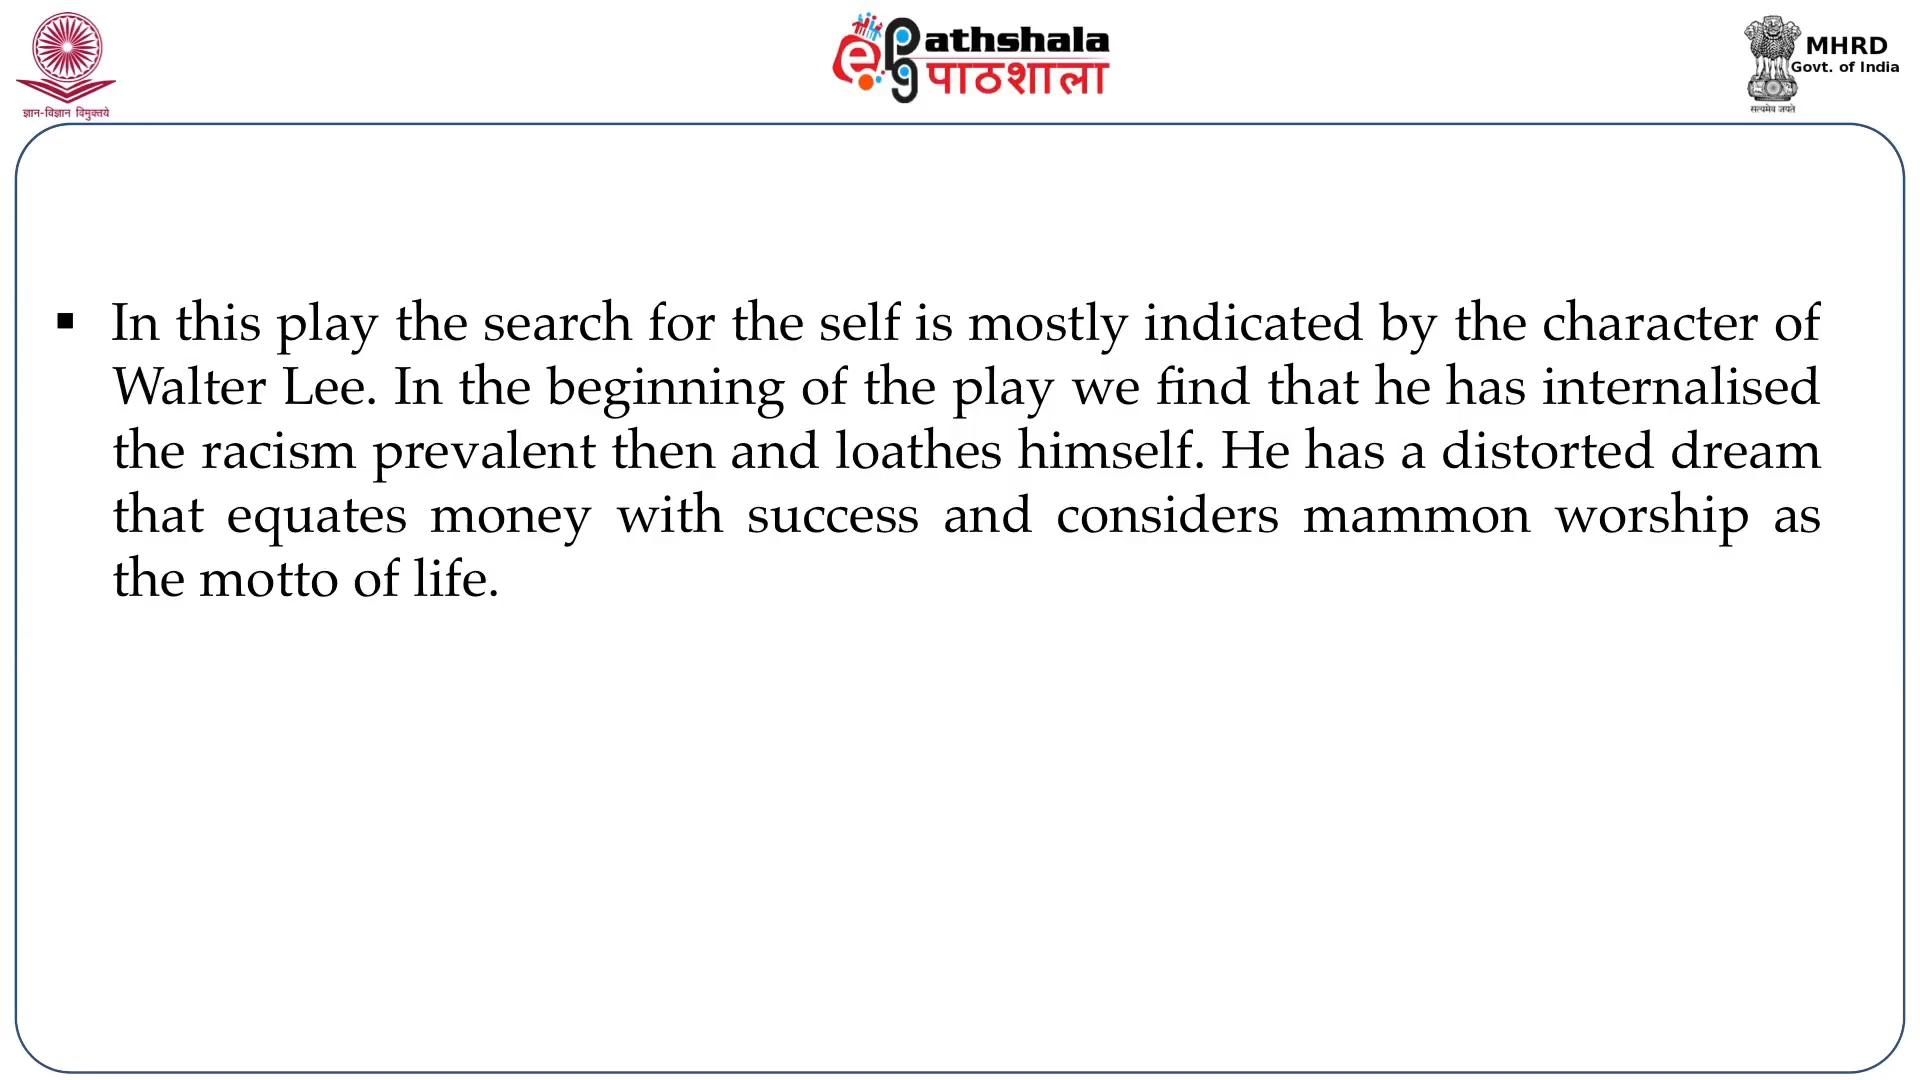 ज्ञान-विज्ञान विमुक्तये
e Pathshala
पाठशाला
MHRD
Govt. of India
सत्यमेव जयते
▪ In this play the search for the self is mostly indicated by the character of
Walter Lee. In the beginning of the play we find that he has internalised
the racism prevalent then and loathes himself. He has a distorted dream
that equates money with success and considers mammon worship as
the motto of life.